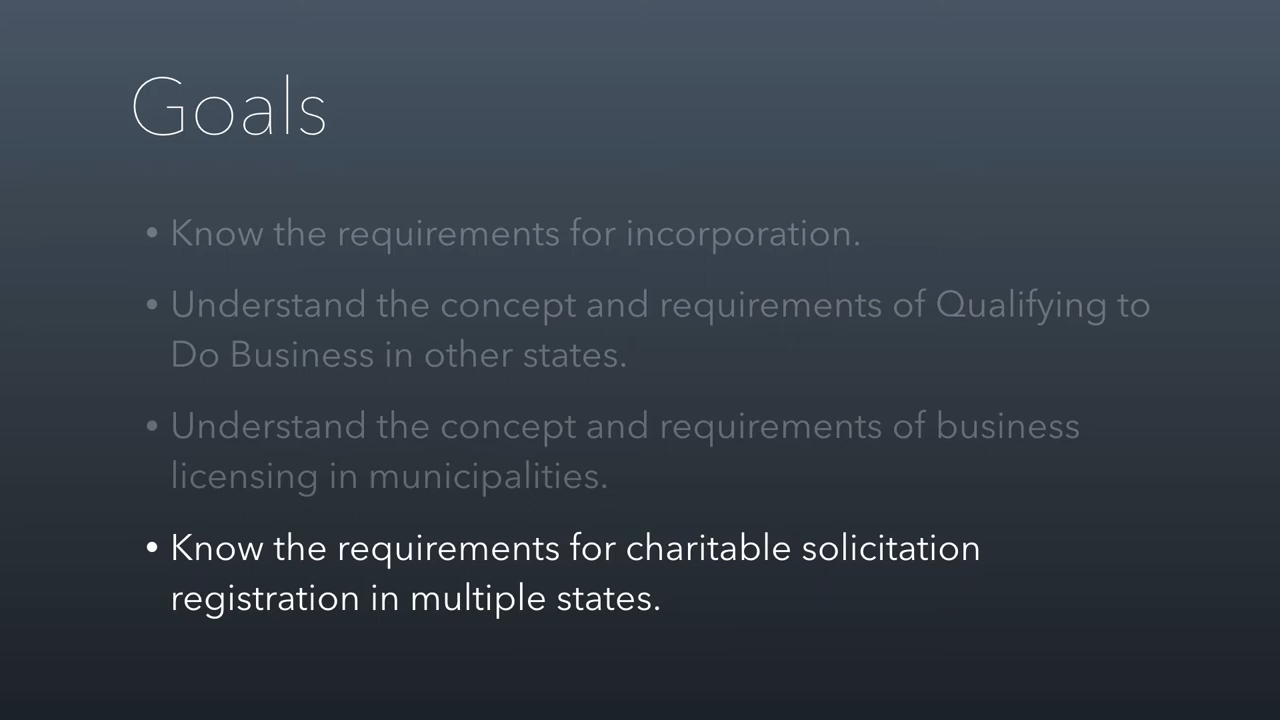 Goals
• Know the requirements for incorporation.
• Understand the concept and requirements of Qualifying to
Do Business in other states.
• Understand the concept and requirements of business
licensing in municipalities.
• Know the requirements for charitable solicitation
registration in multiple states.